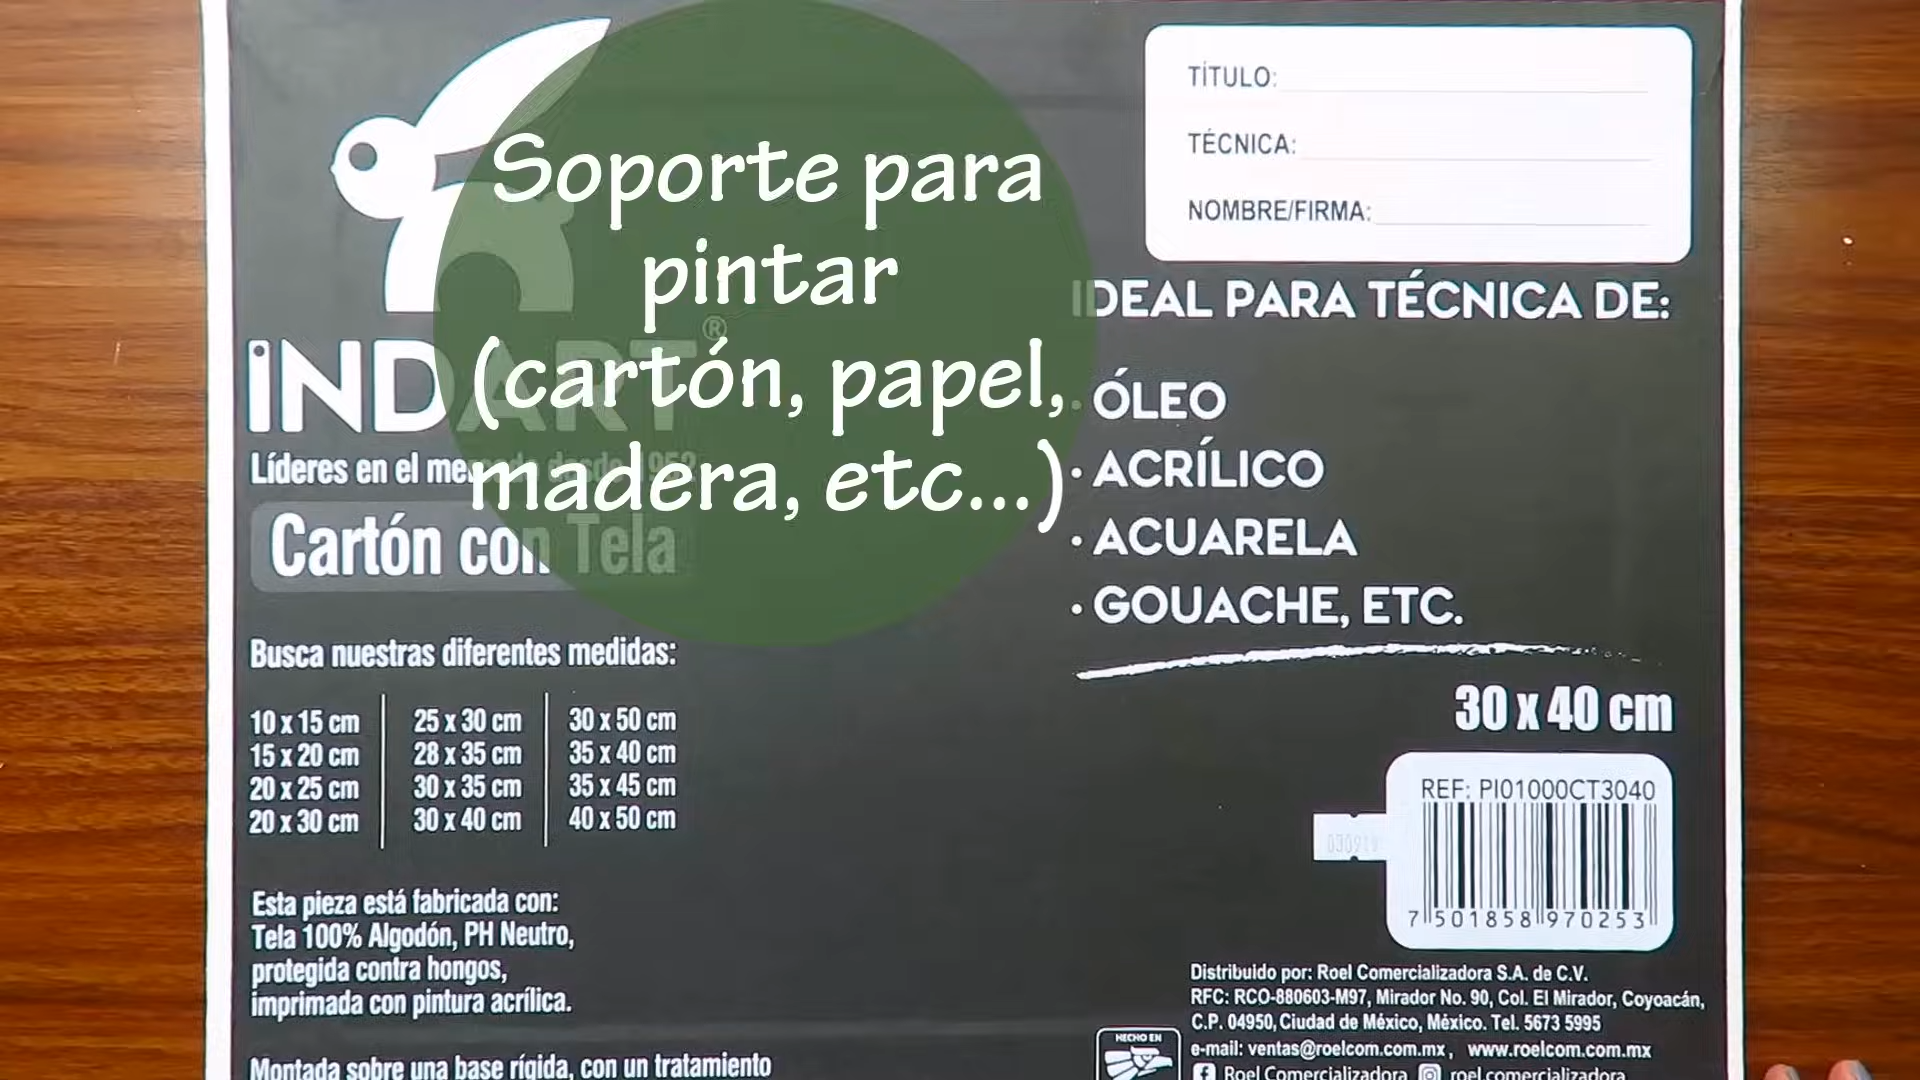 Soporte para
pintar
(cartón, papel,
madera, etc...)
iNDART®
Líderes en el mercado desde 1952
Cartón con Tela
Busca nuestras diferentes medidas:
10 x 15 cm
15 x 20 cm
20 x 25 cm
20 x 30 cm
25 x 30 cm
28 x 35 cm
30 x 35 cm
30 x 40 cm
30 x 50 cm
35 x 40 cm
35 x 45 cm
40 x 50 cm
Esta pieza está fabricada con:
Tela 100% Algodón, PH Neutro,
protegida contra hongos,
imprimada con pintura acrílica.
Montada sobre una base rígida, con un tratamiento
TÍTULO:
TÉCNICA:
NOMBRE/FIRMA:
IDEAL PARA TÉCNICA DE:
· ÓLEO
· ACRÍLICO
· ACUARELA
· GOUACHE, ETC.
30 x 40 cm
REF: PI01000CT3040
7 501858 970253
Distribuido por: Roel Comercializadora S.A. de C.V.
RFC: RCO-880603-M97, Mirador No. 90, Col. El Mirador, Coyoacán,
C.P. 04950, Ciudad de México, México. Tel. 5673 5995
e-mail: ventas@roelcom.com.mx, www.roelcom.com.mx
HECHO EN
Roel Comercializadora roel.comercializadora